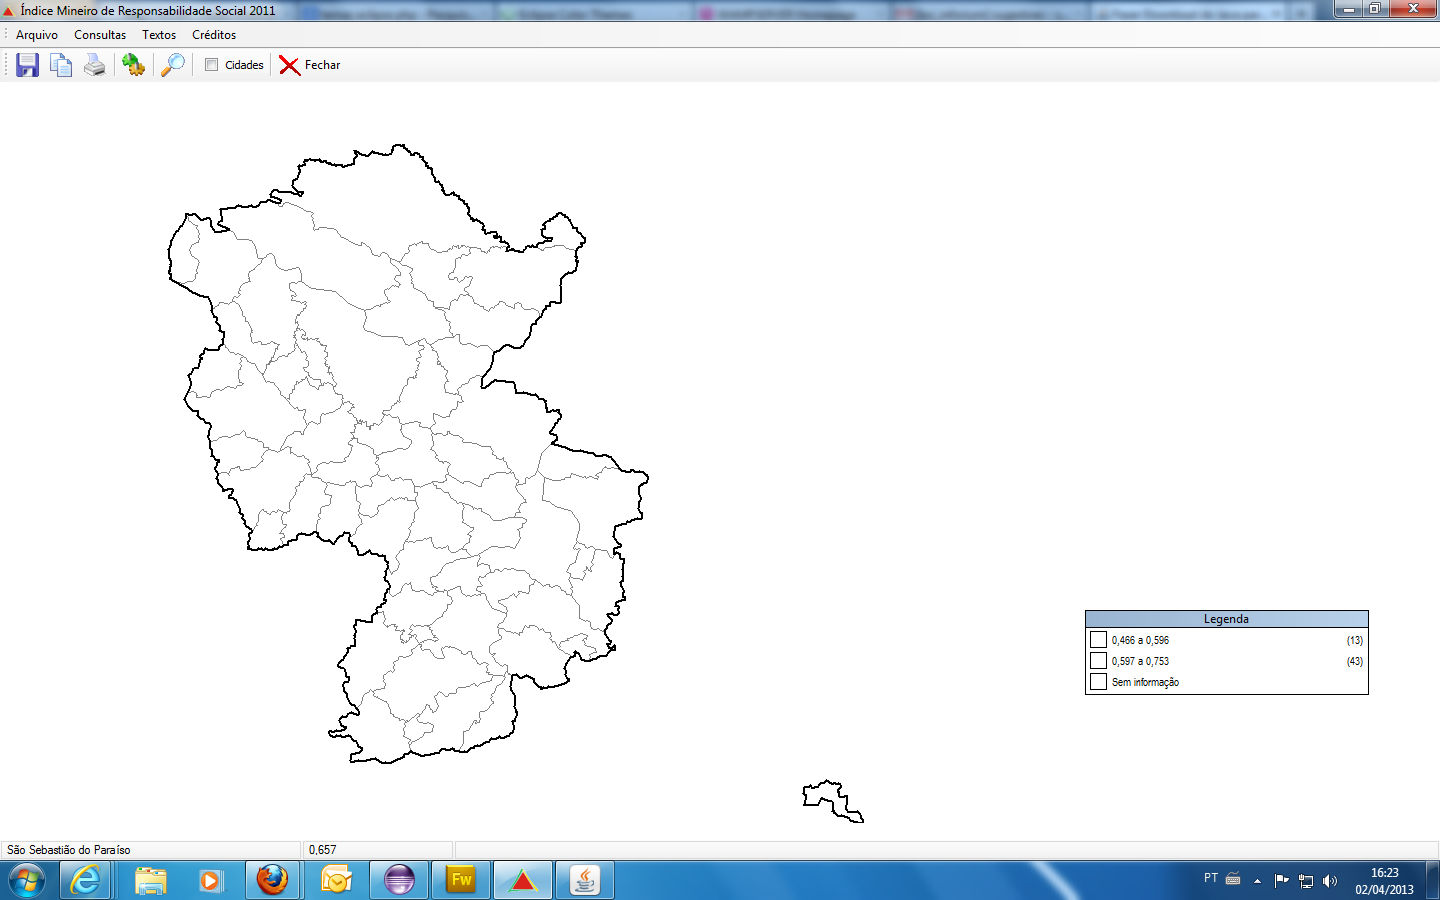 Índice Mineiro de Responsabilidade Social 2011
Arquivo Consultas Textos Créditos
Cidades Fechar
Legenda
0,466 a 0,596 (13)
0,597 a 0,753 (43)
Sem informação
São Sebastião do Paraíso 0,657
Fw
PT
16:23
02/04/2013